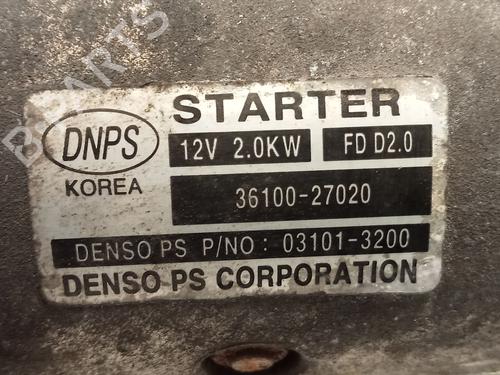 STARTER
DNPS
12V 2.0KW FD D2.0
KOREA
36100-27020
DENSO PS P/NO : 03101-3200
DENSO PS CORPORATION